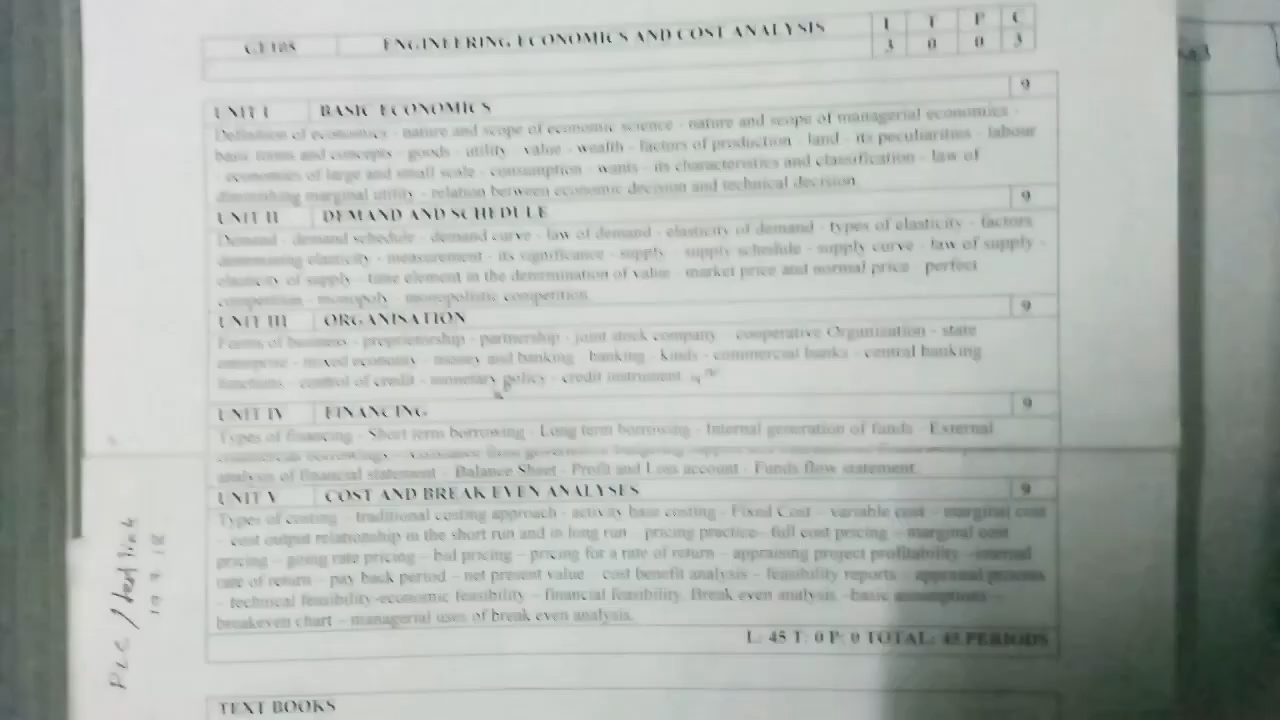 ENGINEERING ECONOMICS AND COST ANALYSIS
L T P C
3 0 0 3
UNIT I BASIC ECONOMICS 9
Definition of economics - nature and scope of economic science - nature and scope of managerial economics -
basic terms and concepts - goods - utility - value - wealth - factors of production - land - its peculiarities - labour
- economies of large and small scale - consumption - wants - its characteristics and classification - law of
diminishing marginal utility - relation between economic decision and technical decision
UNIT II DEMAND AND SCHEDULE 9
Demand - demand schedule - demand curve - law of demand - elasticity of demand - types of elasticity - factors
determining elasticity - measurement - its significance - supply - supply schedule - supply curve - law of supply -
elasticity of supply - time element in the determination of value - market price and normal price - perfect
competition - monopoly - monopolistic competition
UNIT III ORGANISATION 9
Forms of business - proprietorship - partnership - joint stock company - cooperative Organisation - state
enterprise - mixed economy - money and banking - banking - kinds - commercial banks - central banking
functions - control of credit - monetary policy - credit instrument
UNIT IV FINANCING 9
Types of financing - Short term borrowing - Long term borrowing - Internal generation of funds - External
analysis of financial statement - Balance Sheet - Profit and Loss account - Funds flow statement
UNIT V COST AND BREAK EVEN ANALYSES 9
Types of costing – traditional costing approach - activity base costing - Fixed Cost – variable cost – marginal cost
– cost output relationship in the short run and in long run – pricing practice – full cost pricing – marginal cost
pricing – going rate pricing – bid pricing – pricing for a rate of return – appraising project profitability – internal
rate of return – pay back period – net present value – cost benefit analysis – feasibility reports – appraisal process
– technical feasibility-economic feasibility – financial feasibility. Break even analysis - basic assumptions –
breakeven chart – managerial uses of break even analysis.
L: 45 T: 0 P: 0 TOTAL: 45 PERIODS
TEXT BOOKS